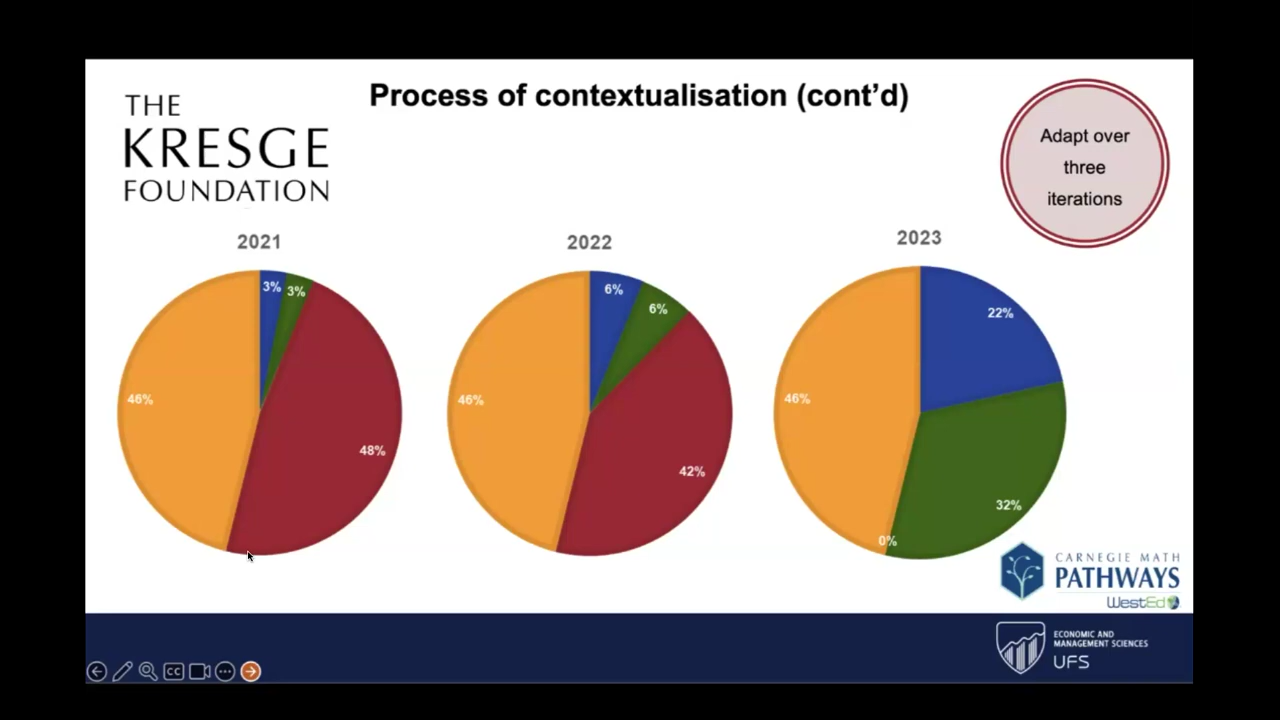 Process of contextualisation (cont’d)
THE
KRESGE
FOUNDATION
Adapt over
three
iterations
2021
3%
3%
46%
48%
2022
6%
6%
46%
42%
2023
22%
46%
32%
0%
CARNEGIE MATH
PATHWAYS
WestEd
ECONOMIC AND
MANAGEMENT SCIENCES
UFS
CC